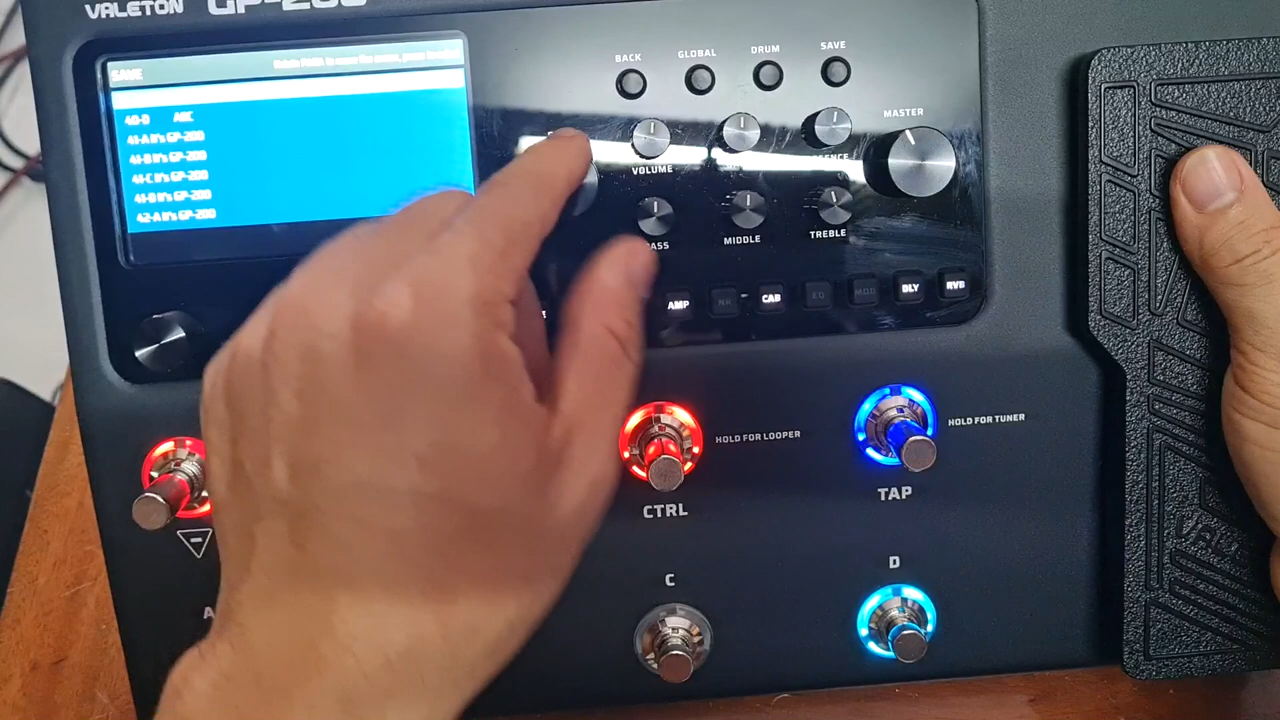 VALETON GP-200
SAVE
40-D ABC
41-A It's GP-200
41-B It's GP-200
41-C It's GP-200
41-D It's GP-200
42-A It's GP-200
BACK GLOBAL DRUM SAVE
MASTER
VOLUME
MIDDLE TREBLE
AMP NR CAB EQ MOD DLY RVB
HOLD FOR LOOPER
HOLD FOR TUNER
CTRL
TAP
-
A
C
D